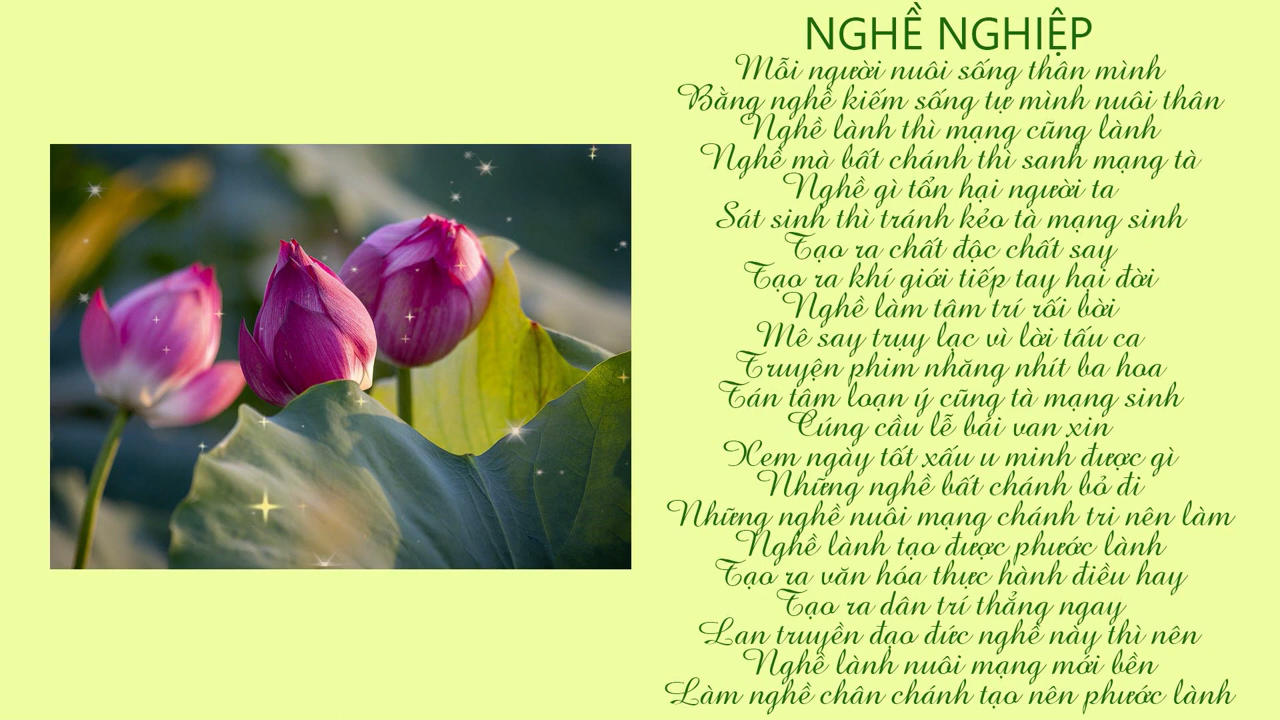 NGHỀ NGHIỆP
Mỗi người nuôi sống thân mình
Bằng nghề kiếm sống tự mình nuôi thân
Nghề lành thì mạng cũng lành
Nghề mà bất chánh thì sanh mạng tà
Nghề gì tổn hại người ta
Sát sinh thì tránh kẻo tà mạng sinh
Tạo ra chất độc chất say
Tạo ra khí giới tiếp tay hại đời
Nghề làm tâm trí rối bời
Mê say trụy lạc vì lời tấu ca
Truyện phim nhăng nhít ba hoa
Tán tâm loạn ý cũng tà mạng sinh
Cúng cầu lễ bái van xin
Xem ngày tốt xấu u minh được gì
Những nghề bất chánh bỏ đi
Những nghề nuôi mạng chánh tri nên làm
Nghề lành tạo được phước lành
Tạo ra văn hóa thực hành điều hay
Tạo ra dân trí thẳng ngay
Lan truyền đạo đức nghề này thì nên
Nghề lành nuôi mạng mới bền
Làm nghề chân chánh tạo nên phước lành